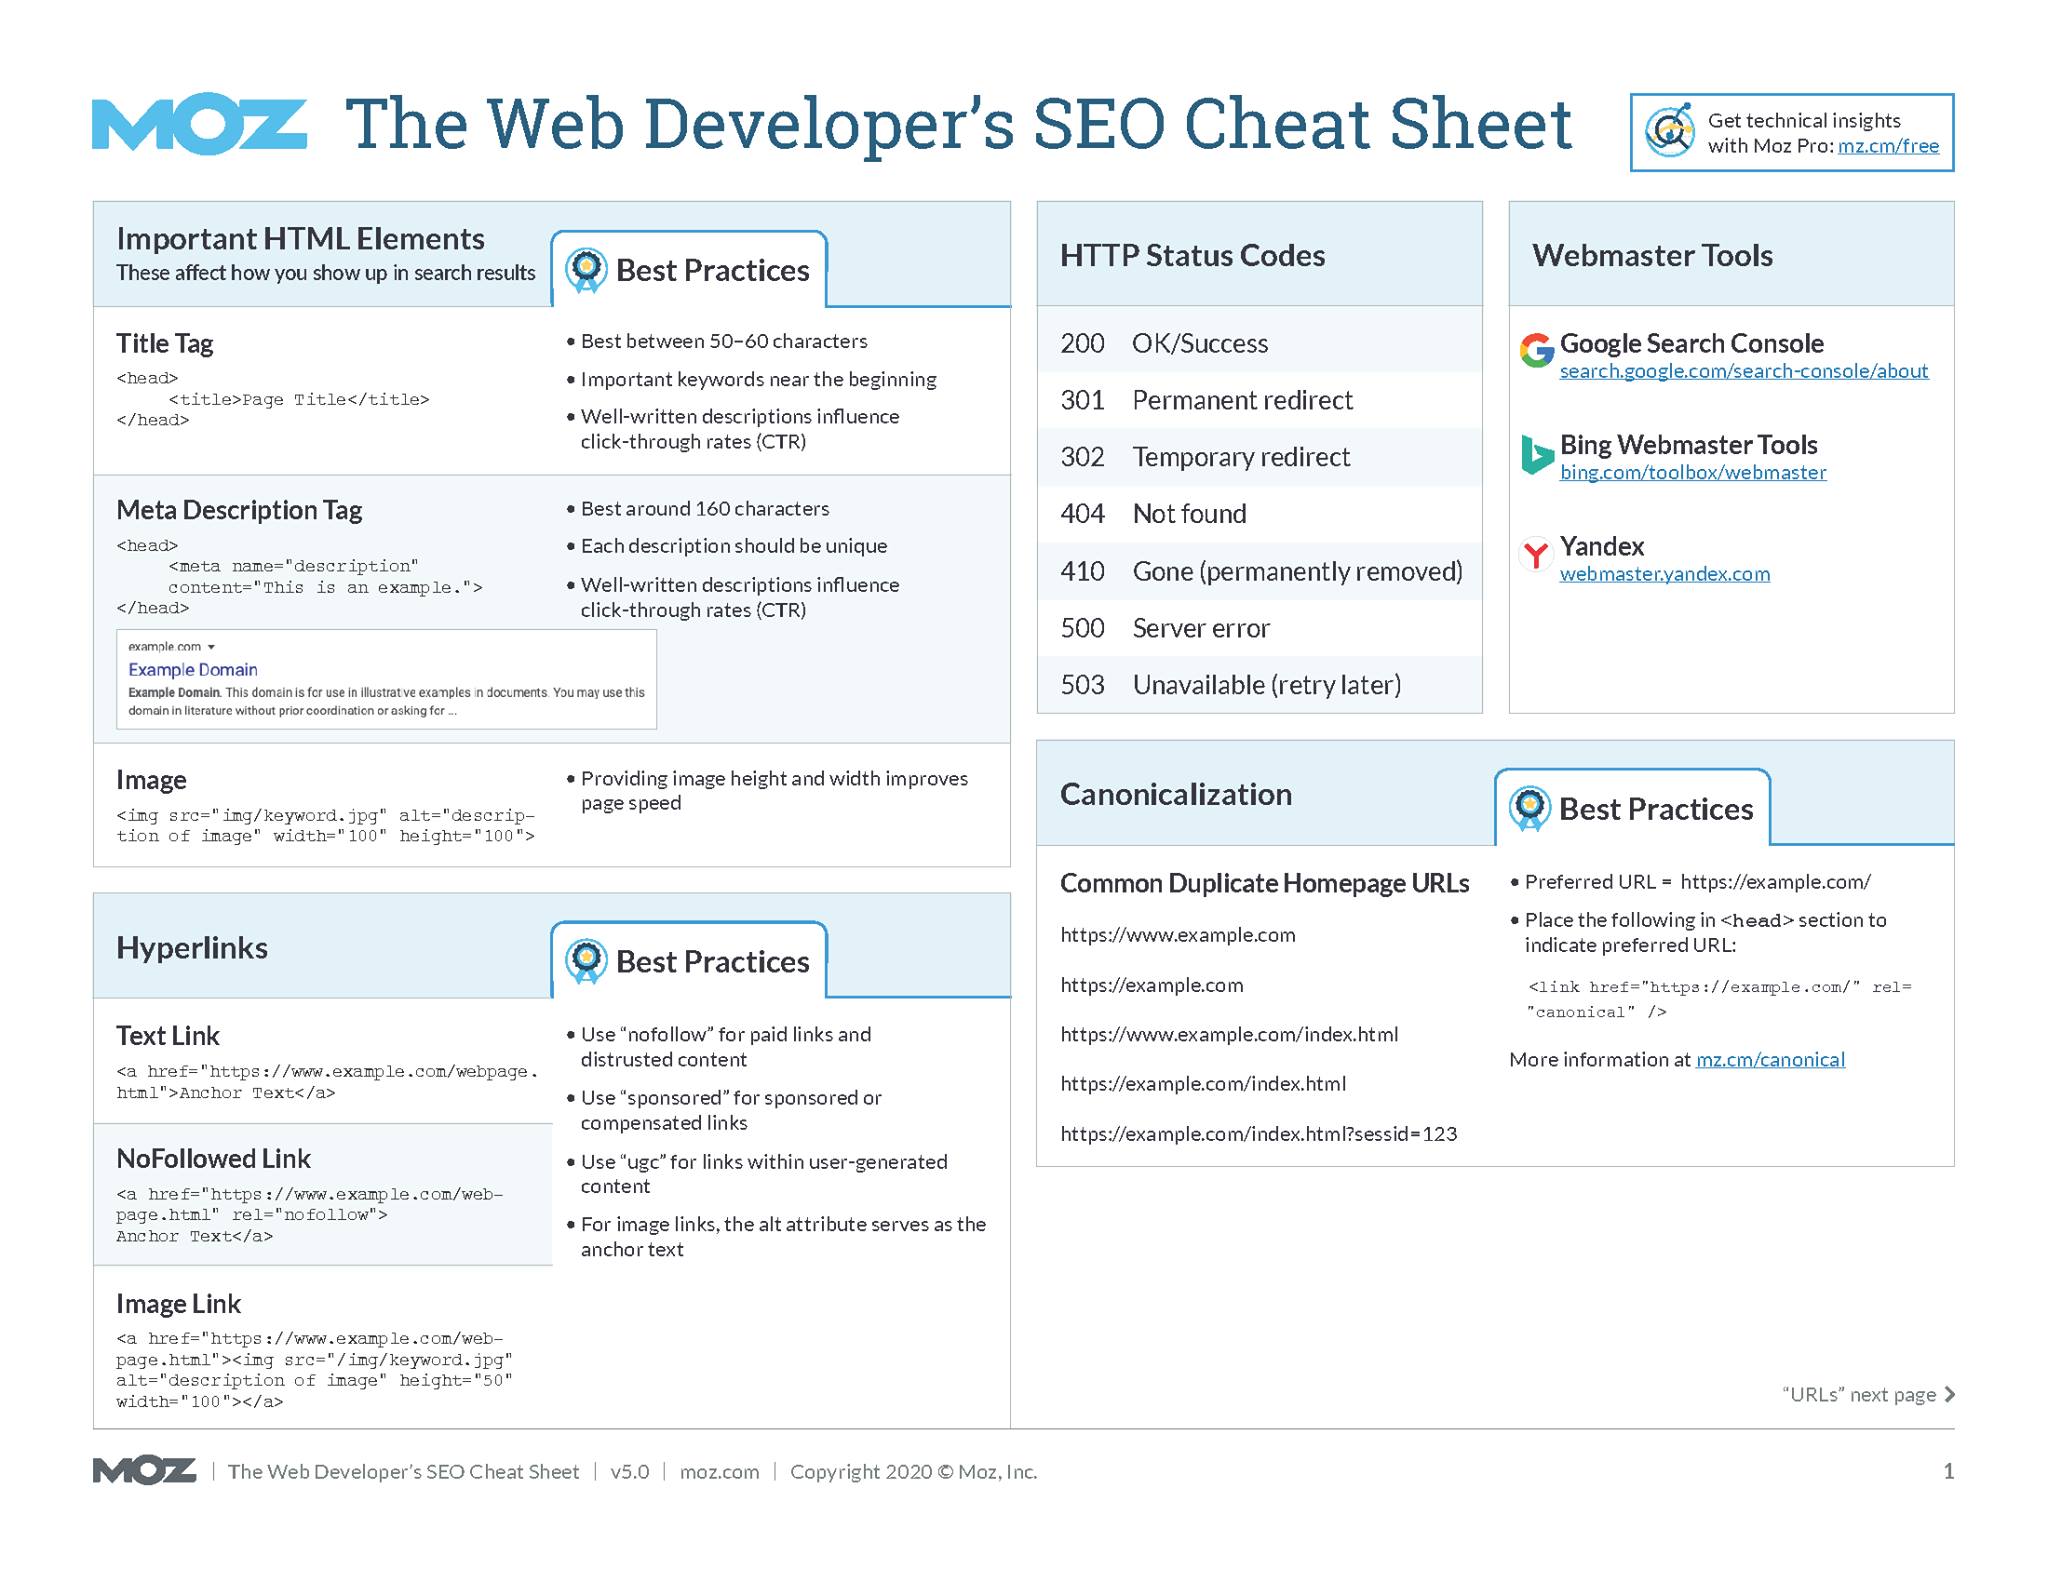 MOZ The Web Developer’s SEO Cheat Sheet
Get technical insights
with Moz Pro: mz.cm/free
Important HTML Elements
These affect how you show up in search results
Best Practices
Title Tag
<head>
<title>Page Title</title>
</head>
• Best between 50–60 characters
• Important keywords near the beginning
• Well-written descriptions influence
click-through rates (CTR)
Meta Description Tag
<head>
<meta name="description"
content="This is an example.">
</head>
• Best around 160 characters
• Each description should be unique
• Well-written descriptions influence
click-through rates (CTR)
example.com
Example Domain
Example Domain. This domain is for use in illustrative examples in documents. You may use this
domain in literature without prior coordination or asking for ...
Image
<img src="img/keyword.jpg" alt="descrip-
tion of image" width="100" height="100">
• Providing image height and width improves
page speed
Hyperlinks
Best Practices
Text Link
<a href="https://www.example.com/webpage.
html">Anchor Text</a>
NoFollowed Link
<a href="https://www.example.com/web-
page.html" rel="nofollow">
Anchor Text</a>
Image Link
<a href="https://www.example.com/web-
page.html"><img src="/img/keyword.jpg"
alt="description of image" height="50"
width="100"></a>
• Use “nofollow” for paid links and
distrusted content
• Use “sponsored” for sponsored or
compensated links
• Use “ugc” for links within user-generated
content
• For image links, the alt attribute serves as the
anchor text
HTTP Status Codes
200 OK/Success
301 Permanent redirect
302 Temporary redirect
404 Not found
410 Gone (permanently removed)
500 Server error
503 Unavailable (retry later)
Webmaster Tools
Google Search Console
search.google.com/search-console/about
Bing Webmaster Tools
bing.com/toolbox/webmaster
Yandex
webmaster.yandex.com
Canonicalization
Best Practices
Common Duplicate Homepage URLs
https://www.example.com
https://example.com
https://www.example.com/index.html
https://example.com/index.html
https://example.com/index.html?sessid=123
• Preferred URL = https://example.com/
• Place the following in <head> section to
indicate preferred URL:
<link href="https://example.com/" rel=
"canonical" />
More information at mz.cm/canonical
“URLs” next page
MOZ | The Web Developer’s SEO Cheat Sheet | v5.0 | moz.com | Copyright 2020 © Moz, Inc.
1